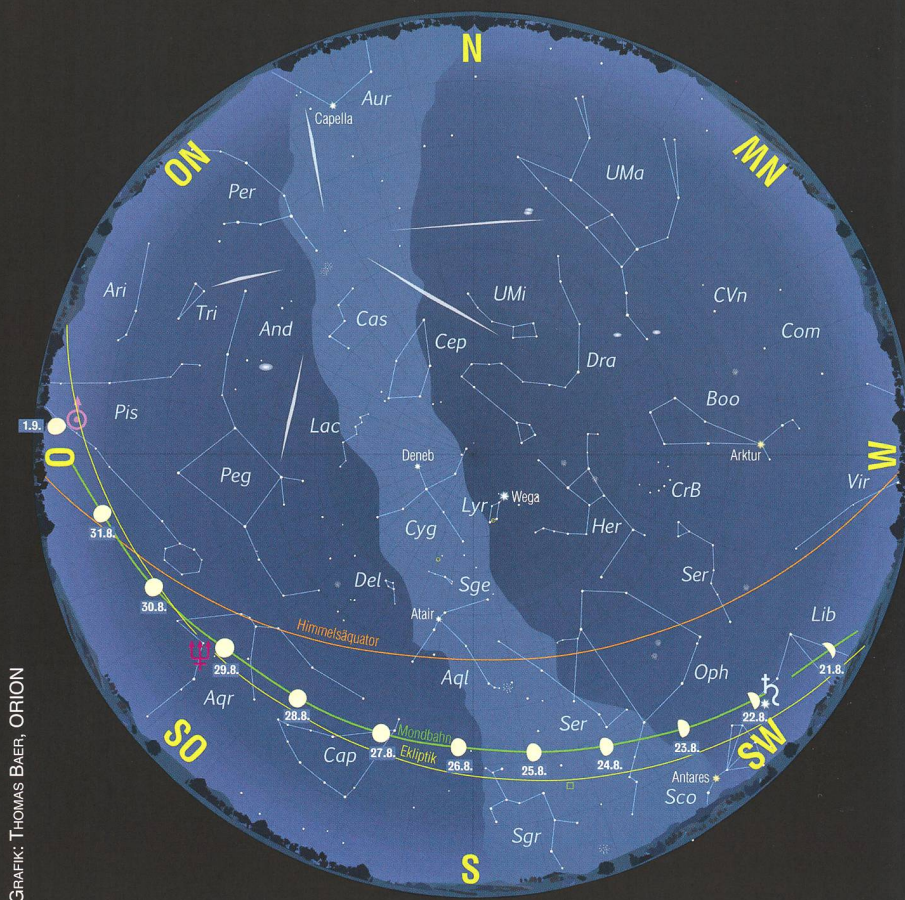 N
NO
NW
Aur
Capella
UMa
Per
Ari
Tri
And
Cas
Cep
UMi
CVn
Com
Dra
Boo
Arktur
Pis
1.9.
O
W
Lac
Deneb
Peg
Lyr
Wega
CrB
Vir
Cyg
Her
31.8.
Del
Sge
Ser
Atair
30.8.
Himmelsäquator
Lib
29.8.
Aql
Oph
21.8.
Aqr
28.8.
Ser
22.8.
SO
Cap
27.8.
Mondbahn
Ekliptik
26.8.
25.8.
24.8.
23.8.
SW
Antares
Sco
Sgr
S
GRAFIK: THOMAS BAER, ORION